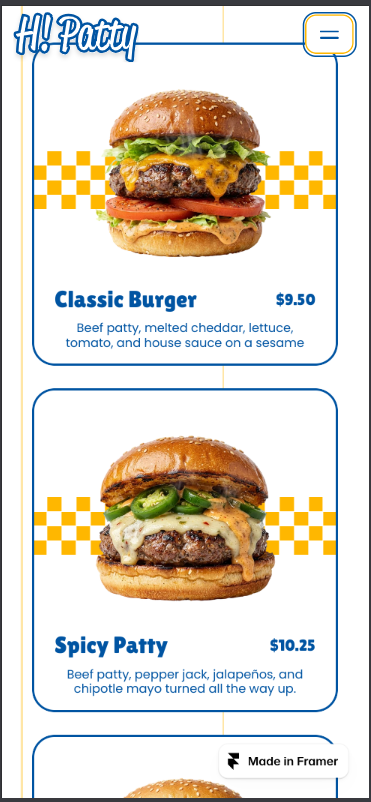 H! Patty
Classic Burger
$9.50
Beef patty, melted cheddar, lettuce,
tomato, and house sauce on a sesame
Spicy Patty
$10.25
Beef patty, pepper jack, jalapeños, and
chipotle mayo turned all the way up.
Made in Framer